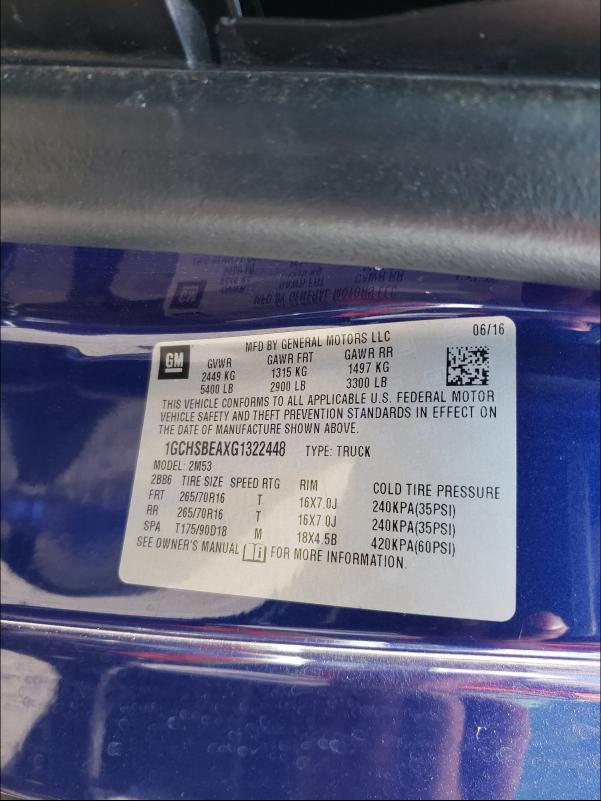 MFD BY GENERAL MOTORS LLC 06/16
GM
GVWR GAWR FRT GAWR RR
2449 KG 1315 KG 1497 KG
5400 LB 2900 LB 3300 LB
THIS VEHICLE CONFORMS TO ALL APPLICABLE U.S. FEDERAL MOTOR
VEHICLE SAFETY AND THEFT PREVENTION STANDARDS IN EFFECT ON
THE DATE OF MANUFACTURE SHOWN ABOVE.
1GCHSBEAXG1322448 TYPE: TRUCK
MODEL: 2M53
2BB6 TIRE SIZE SPEED RTG RIM COLD TIRE PRESSURE
FRT 265/70R16 T 16X7.0J 240KPA(35PSI)
RR 265/70R16 T 16X7.0J 240KPA(35PSI)
SPA T175/90D18 M 18X4.5B 420KPA(60PSI)
SEE OWNER'S MANUAL FOR MORE INFORMATION.